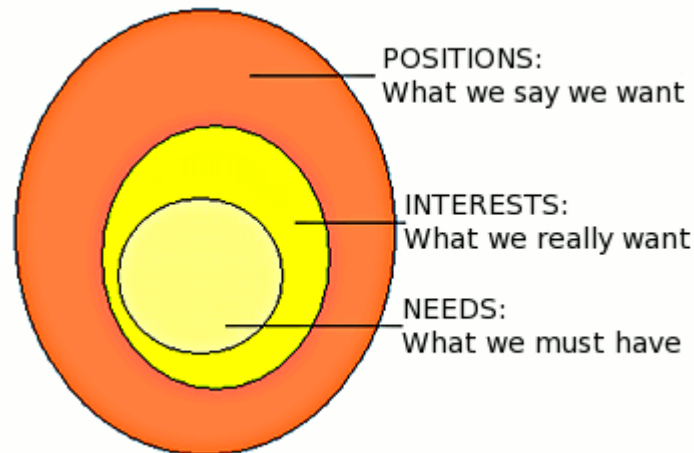 POSITIONS:
What we say we want
INTERESTS:
What we really want
NEEDS:
What we must have